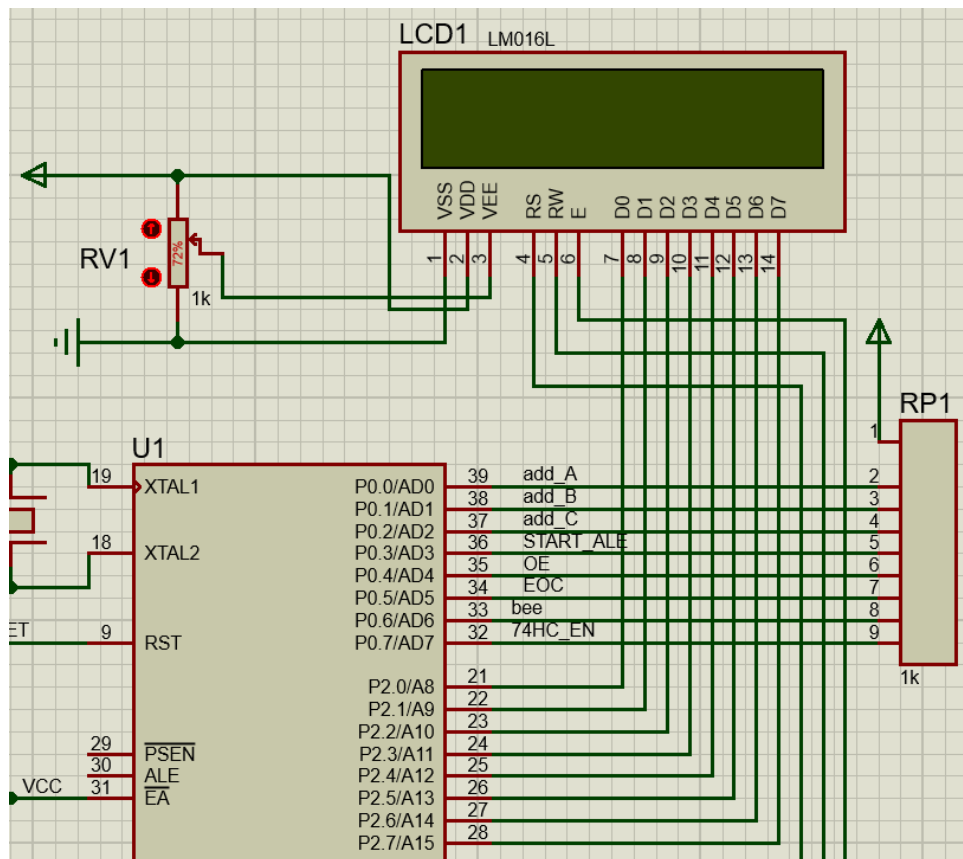 LCD1
LM016L
VSS
VDD
VEE
RS
RW
E
D0
D1
D2
D3
D4
D5
D6
D7
1
2
3
4
5
6
7
8
9
10
11
12
13
14
RV1
72%
1k
RP1
1
2
3
4
5
6
7
8
9
1k
U1
19 XTAL1
18 XTAL2
ET
9 RST
29 PSEN
30 ALE
VCC 31 EA
P0.0/AD0 39 add_A
P0.1/AD1 38 add_B
P0.2/AD2 37 add_C
P0.3/AD3 36 START_ALE
P0.4/AD4 35 OE
P0.5/AD5 34 EOC
P0.6/AD6 33 bee
P0.7/AD7 32 74HC_EN
P2.0/A8 21
P2.1/A9 22
P2.2/A10 23
P2.3/A11 24
P2.4/A12 25
P2.5/A13 26
P2.6/A14 27
P2.7/A15 28